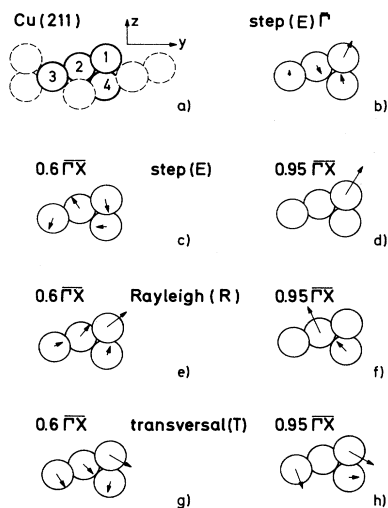 Cu(211)
z
y
1
2
3
4
a)
step(E) Γ̅
b)
0.6 Γ̅X̅ step(E) 0.95 Γ̅X̅
c) d)
0.6 Γ̅X̅ Rayleigh (R) 0.95 Γ̅X̅
e) f)
0.6 Γ̅X̅ transversal(T) 0.95 Γ̅X̅
g) h)